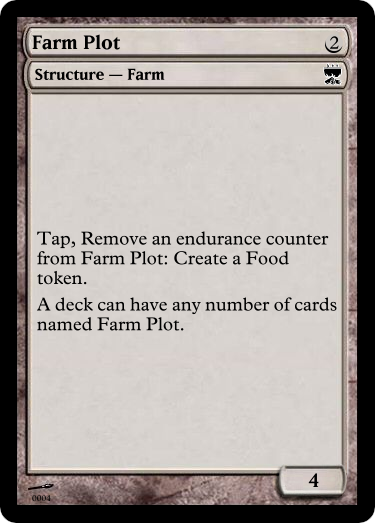 Farm Plot 2
Structure — Farm
Tap, Remove an endurance counter
from Farm Plot: Create a Food
token.
A deck can have any number of cards
named Farm Plot.
4
0004